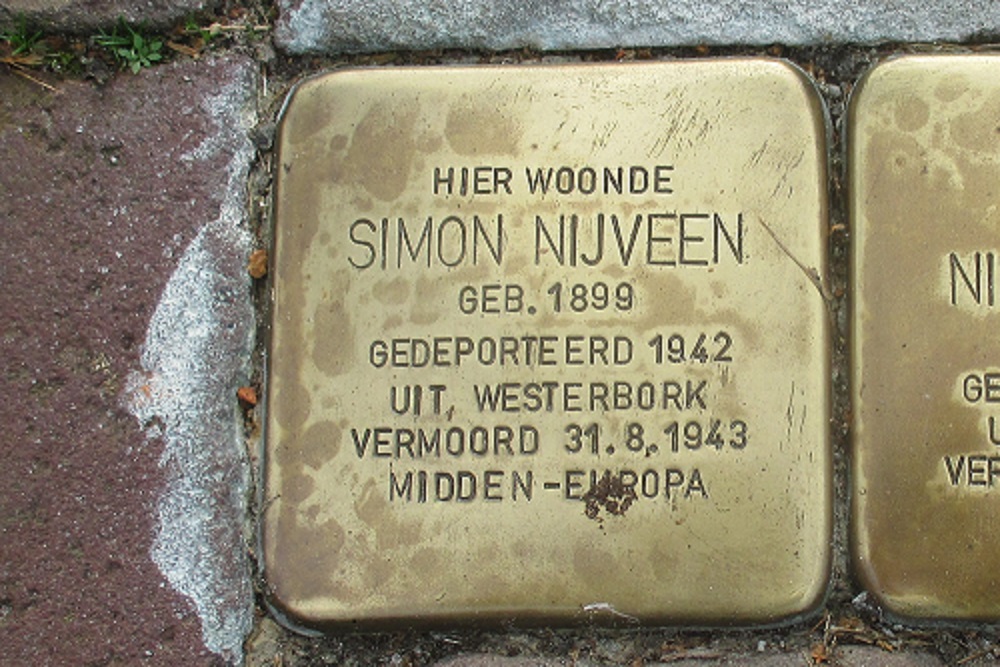 HIER WOONDE
SIMON NIJVEEN
GEB. 1899
GEDEPORTEERD 1942
UIT WESTERBORK
VERMOORD 31.8.1943
MIDDEN-EUROPA